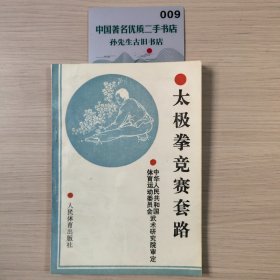 009
中国著名优质二手书店
孙先生古旧书店
太极拳竞赛套路
中华人民共和国
体育运动委员会
武术研究院审定
人民体育出版社